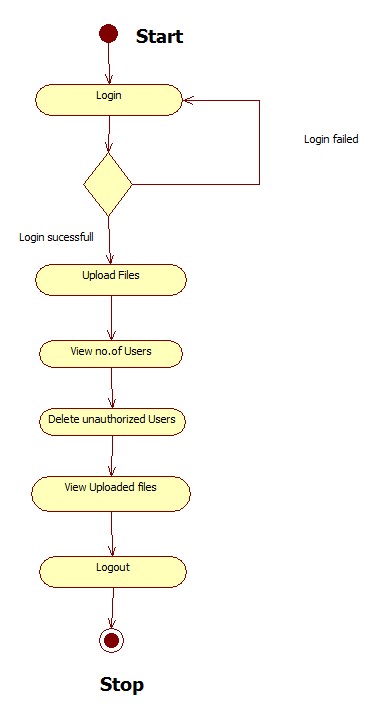 Start
Login
Login failed
Login sucessfull
Upload Files
View no.of Users
Delete unauthorized Users
View Uploaded files
Logout
Stop